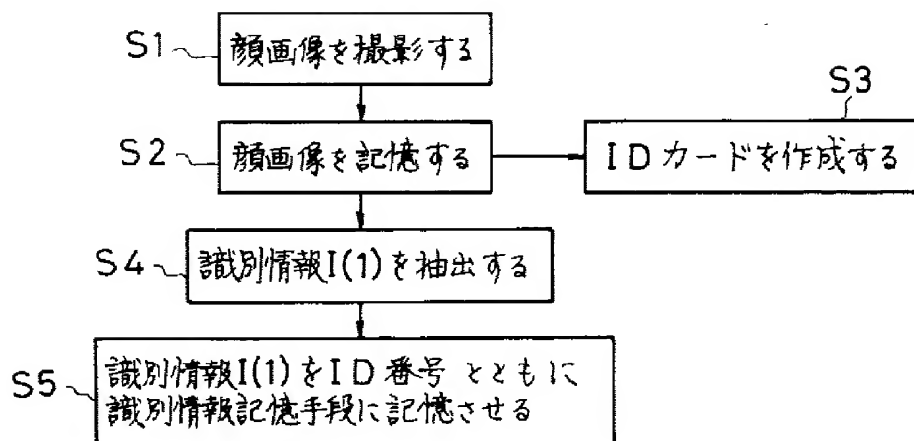 S1
顔画像を撮影する
S3
S2
顔画像を記憶する
IDカードを作成する
S4
識別情報I(1)を抽出する
S5
識別情報I(1)をID番号とともに
識別情報記憶手段に記憶させる